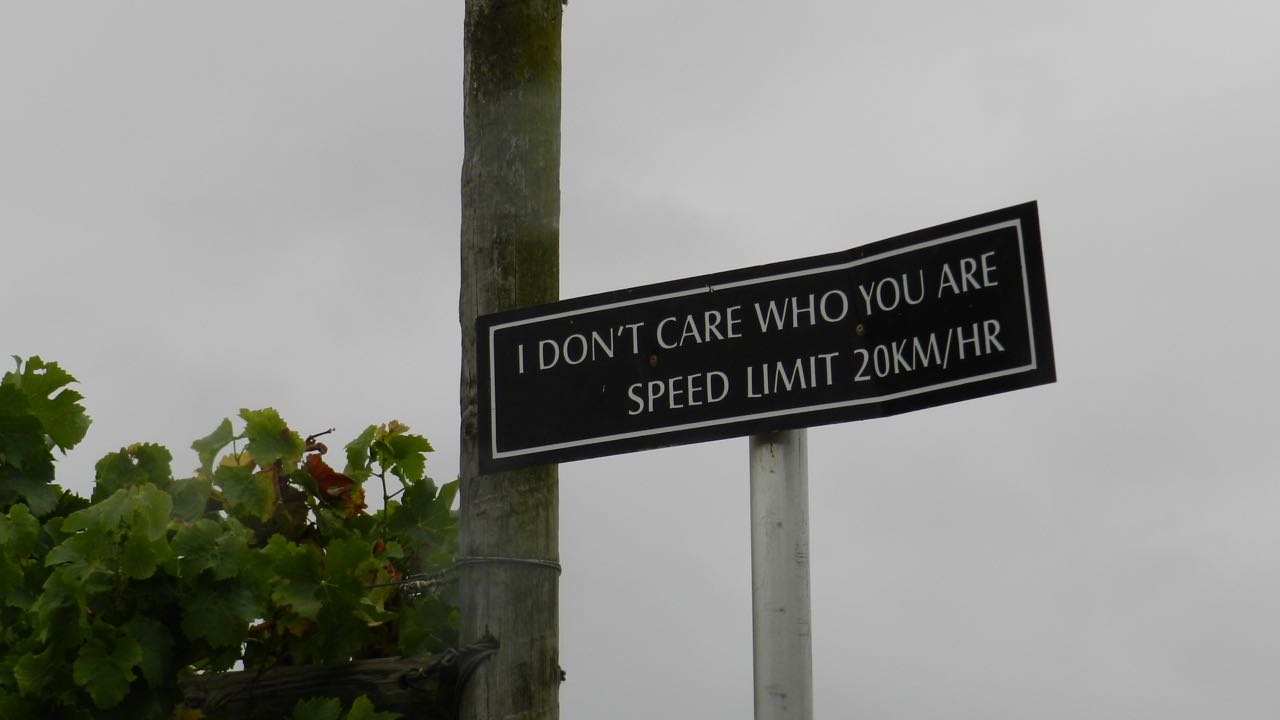 I DON'T CARE WHO YOU ARE
SPEED LIMIT 20KM/HR